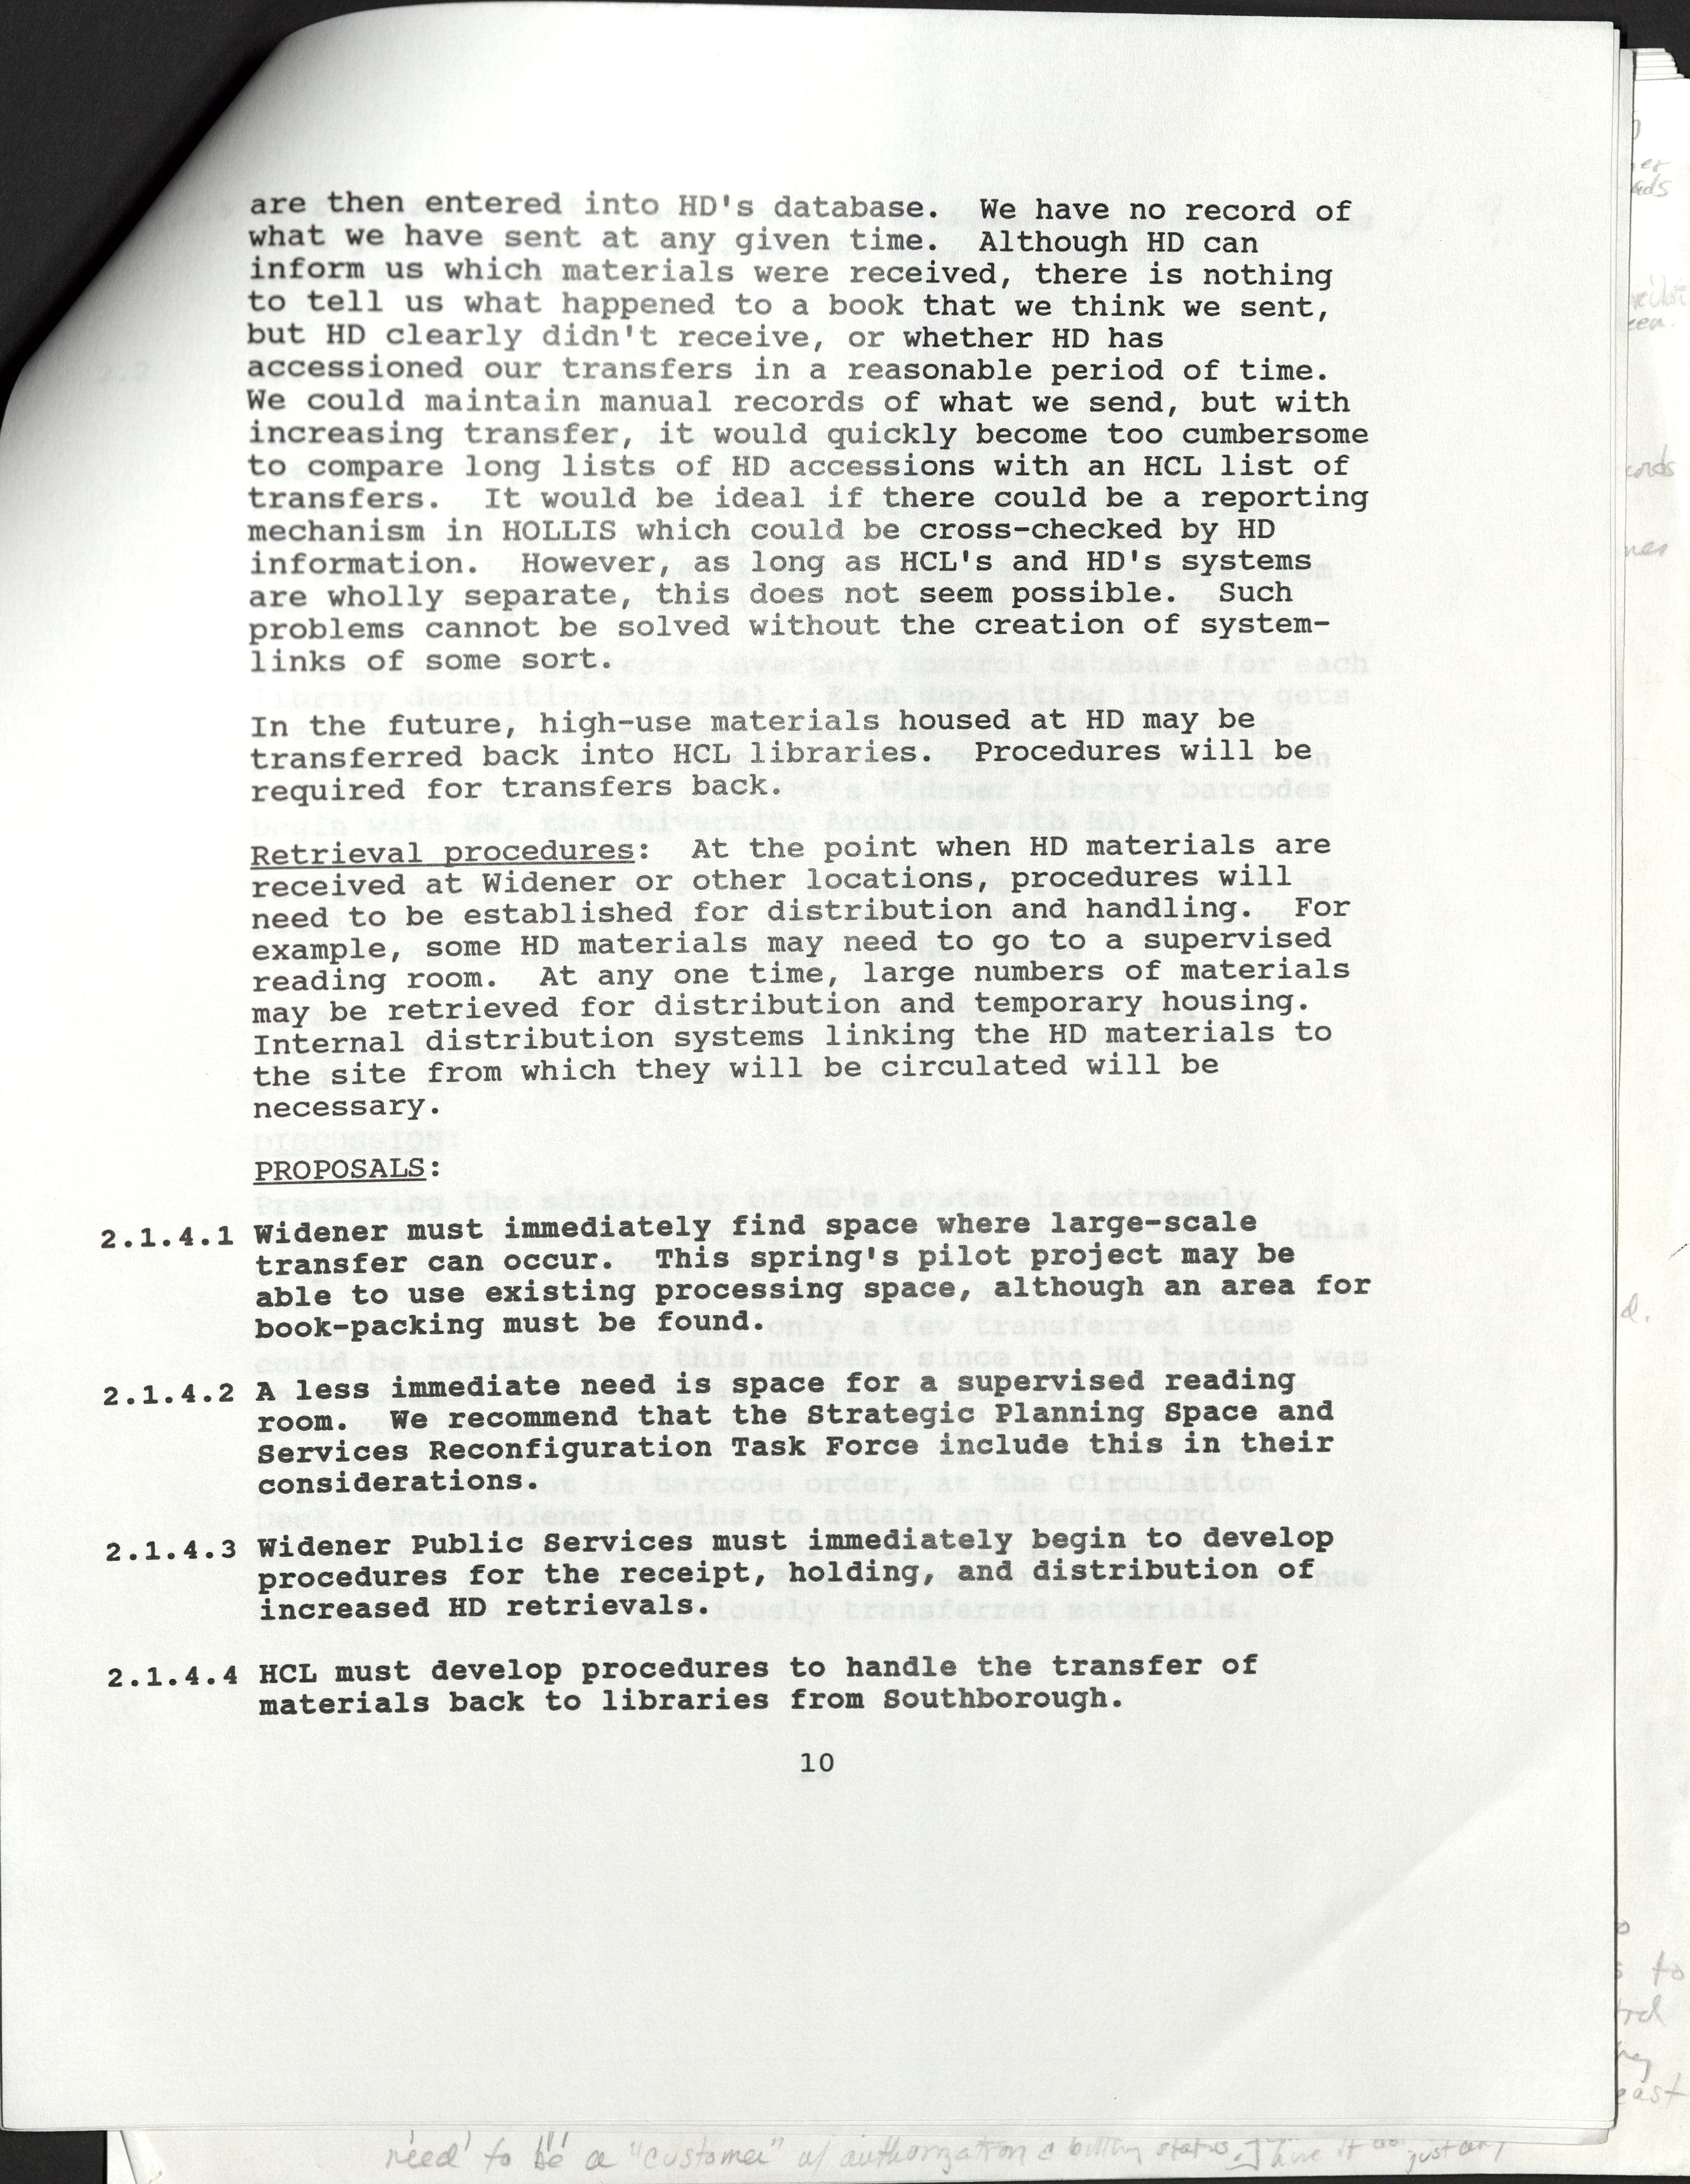 are then entered into HD's database.  We have no record of
what we have sent at any given time.  Although HD can
inform us which materials were received, there is nothing
to tell us what happened to a book that we think we sent,
but HD clearly didn't receive, or whether HD has
accessioned our transfers in a reasonable period of time.
We could maintain manual records of what we send, but with
increasing transfer, it would quickly become too cumbersome
to compare long lists of HD accessions with an HCL list of
transfers.  It would be ideal if there could be a reporting
mechanism in HOLLIS which could be cross-checked by HD
information.  However, as long as HCL's and HD's systems
are wholly separate, this does not seem possible.  Such
problems cannot be solved without the creation of system-
links of some sort.
In the future, high-use materials housed at HD may be
transferred back into HCL libraries.  Procedures will be
required for transfers back.
Retrieval procedures:  At the point when HD materials are
received at Widener or other locations, procedures will
need to be established for distribution and handling.  For
example, some HD materials may need to go to a supervised
reading room.  At any one time, large numbers of materials
may be retrieved for distribution and temporary housing.
Internal distribution systems linking the HD materials to
the site from which they will be circulated will be
necessary.
PROPOSALS:
2.1.4.1 Widener must immediately find space where large-scale
transfer can occur.  This spring's pilot project may be
able to use existing processing space, although an area for
book-packing must be found.
2.1.4.2 A less immediate need is space for a supervised reading
room.  We recommend that the Strategic Planning Space and
Services Reconfiguration Task Force include this in their
considerations.
2.1.4.3 Widener Public Services must immediately begin to develop
procedures for the receipt, holding, and distribution of
increased HD retrievals.
2.1.4.4 HCL must develop procedures to handle the transfer of
materials back to libraries from Southborough.
10
need to be a "customer" w/ authorization